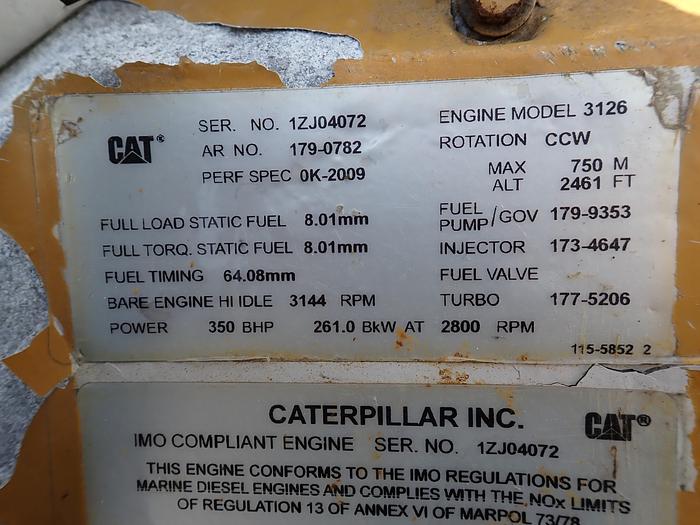 CAT®
SER. NO. 1ZJ04072
ENGINE MODEL 3126
AR NO. 179-0782
ROTATION CCW
PERF SPEC 0K-2009
MAX ALT 750 M 2461 FT
FULL LOAD STATIC FUEL 8.01mm
FUEL PUMP/GOV 179-9353
FULL TORQ. STATIC FUEL 8.01mm
INJECTOR 173-4647
FUEL TIMING 64.08mm
FUEL VALVE
BARE ENGINE HI IDLE 3144 RPM
TURBO 177-5206
POWER 350 BHP 261.0 BkW AT 2800 RPM
115-5852 2
CATERPILLAR INC. CAT®
IMO COMPLIANT ENGINE SER. NO. 1ZJ04072
THIS ENGINE CONFORMS TO THE IMO REGULATIONS FOR
MARINE DIESEL ENGINES AND COMPLIES WITH THE NOx LIMITS
OF REGULATION 13 OF ANNEX VI OF MARPOL 73/78